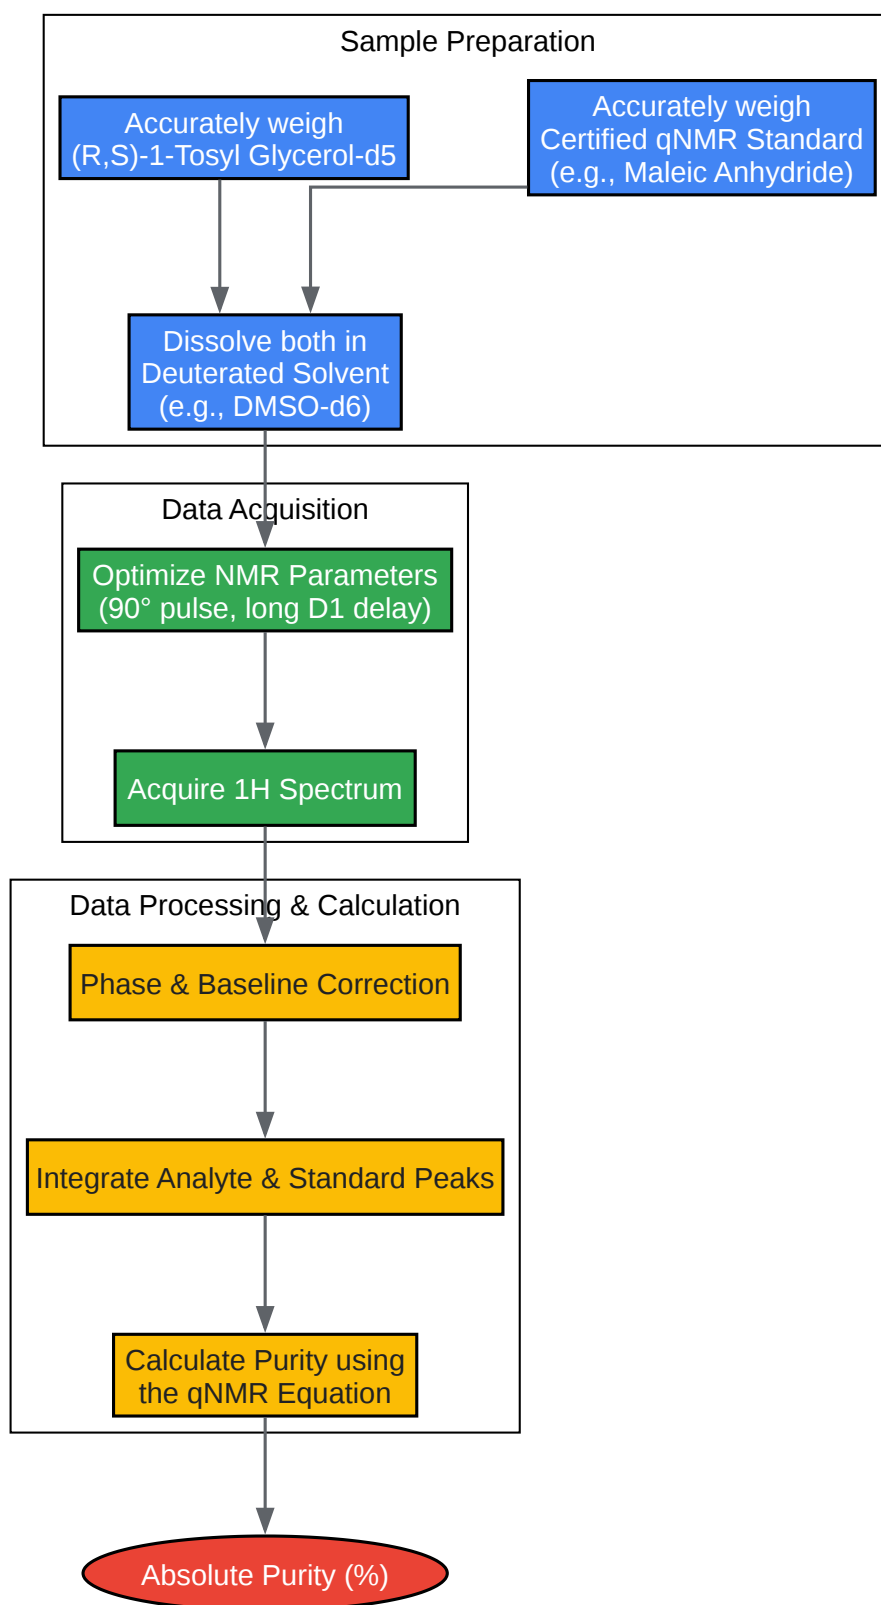 Sample Preparation
Accurately weigh
(R,S)-1-Tosyl Glycerol-d5
Accurately weigh
Certified qNMR Standard
(e.g., Maleic Anhydride)
Dissolve both in
Deuterated Solvent
(e.g., DMSO-d6)
Data Acquisition
Optimize NMR Parameters
(90° pulse, long D1 delay)
Acquire 1H Spectrum
Data Processing & Calculation
Phase & Baseline Correction
Integrate Analyte & Standard Peaks
Calculate Purity using
the qNMR Equation
Absolute Purity (%)